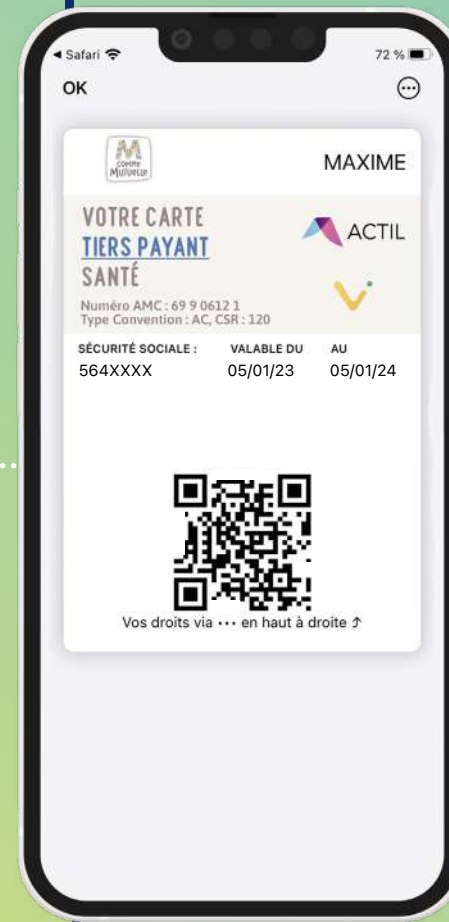 ◀ Safari
72 %
OK
COMME
MUTUELLE
MAXIME
VOTRE CARTE
TIERS PAYANT
SANTÉ
ACTIL
Numéro AMC : 69 9 0612 1
Type Convention : AC, CSR : 120
SÉCURITÉ SOCIALE : VALABLE DU AU
564XXXX 05/01/23 05/01/24
Vos droits via ••• en haut à droite ⤴